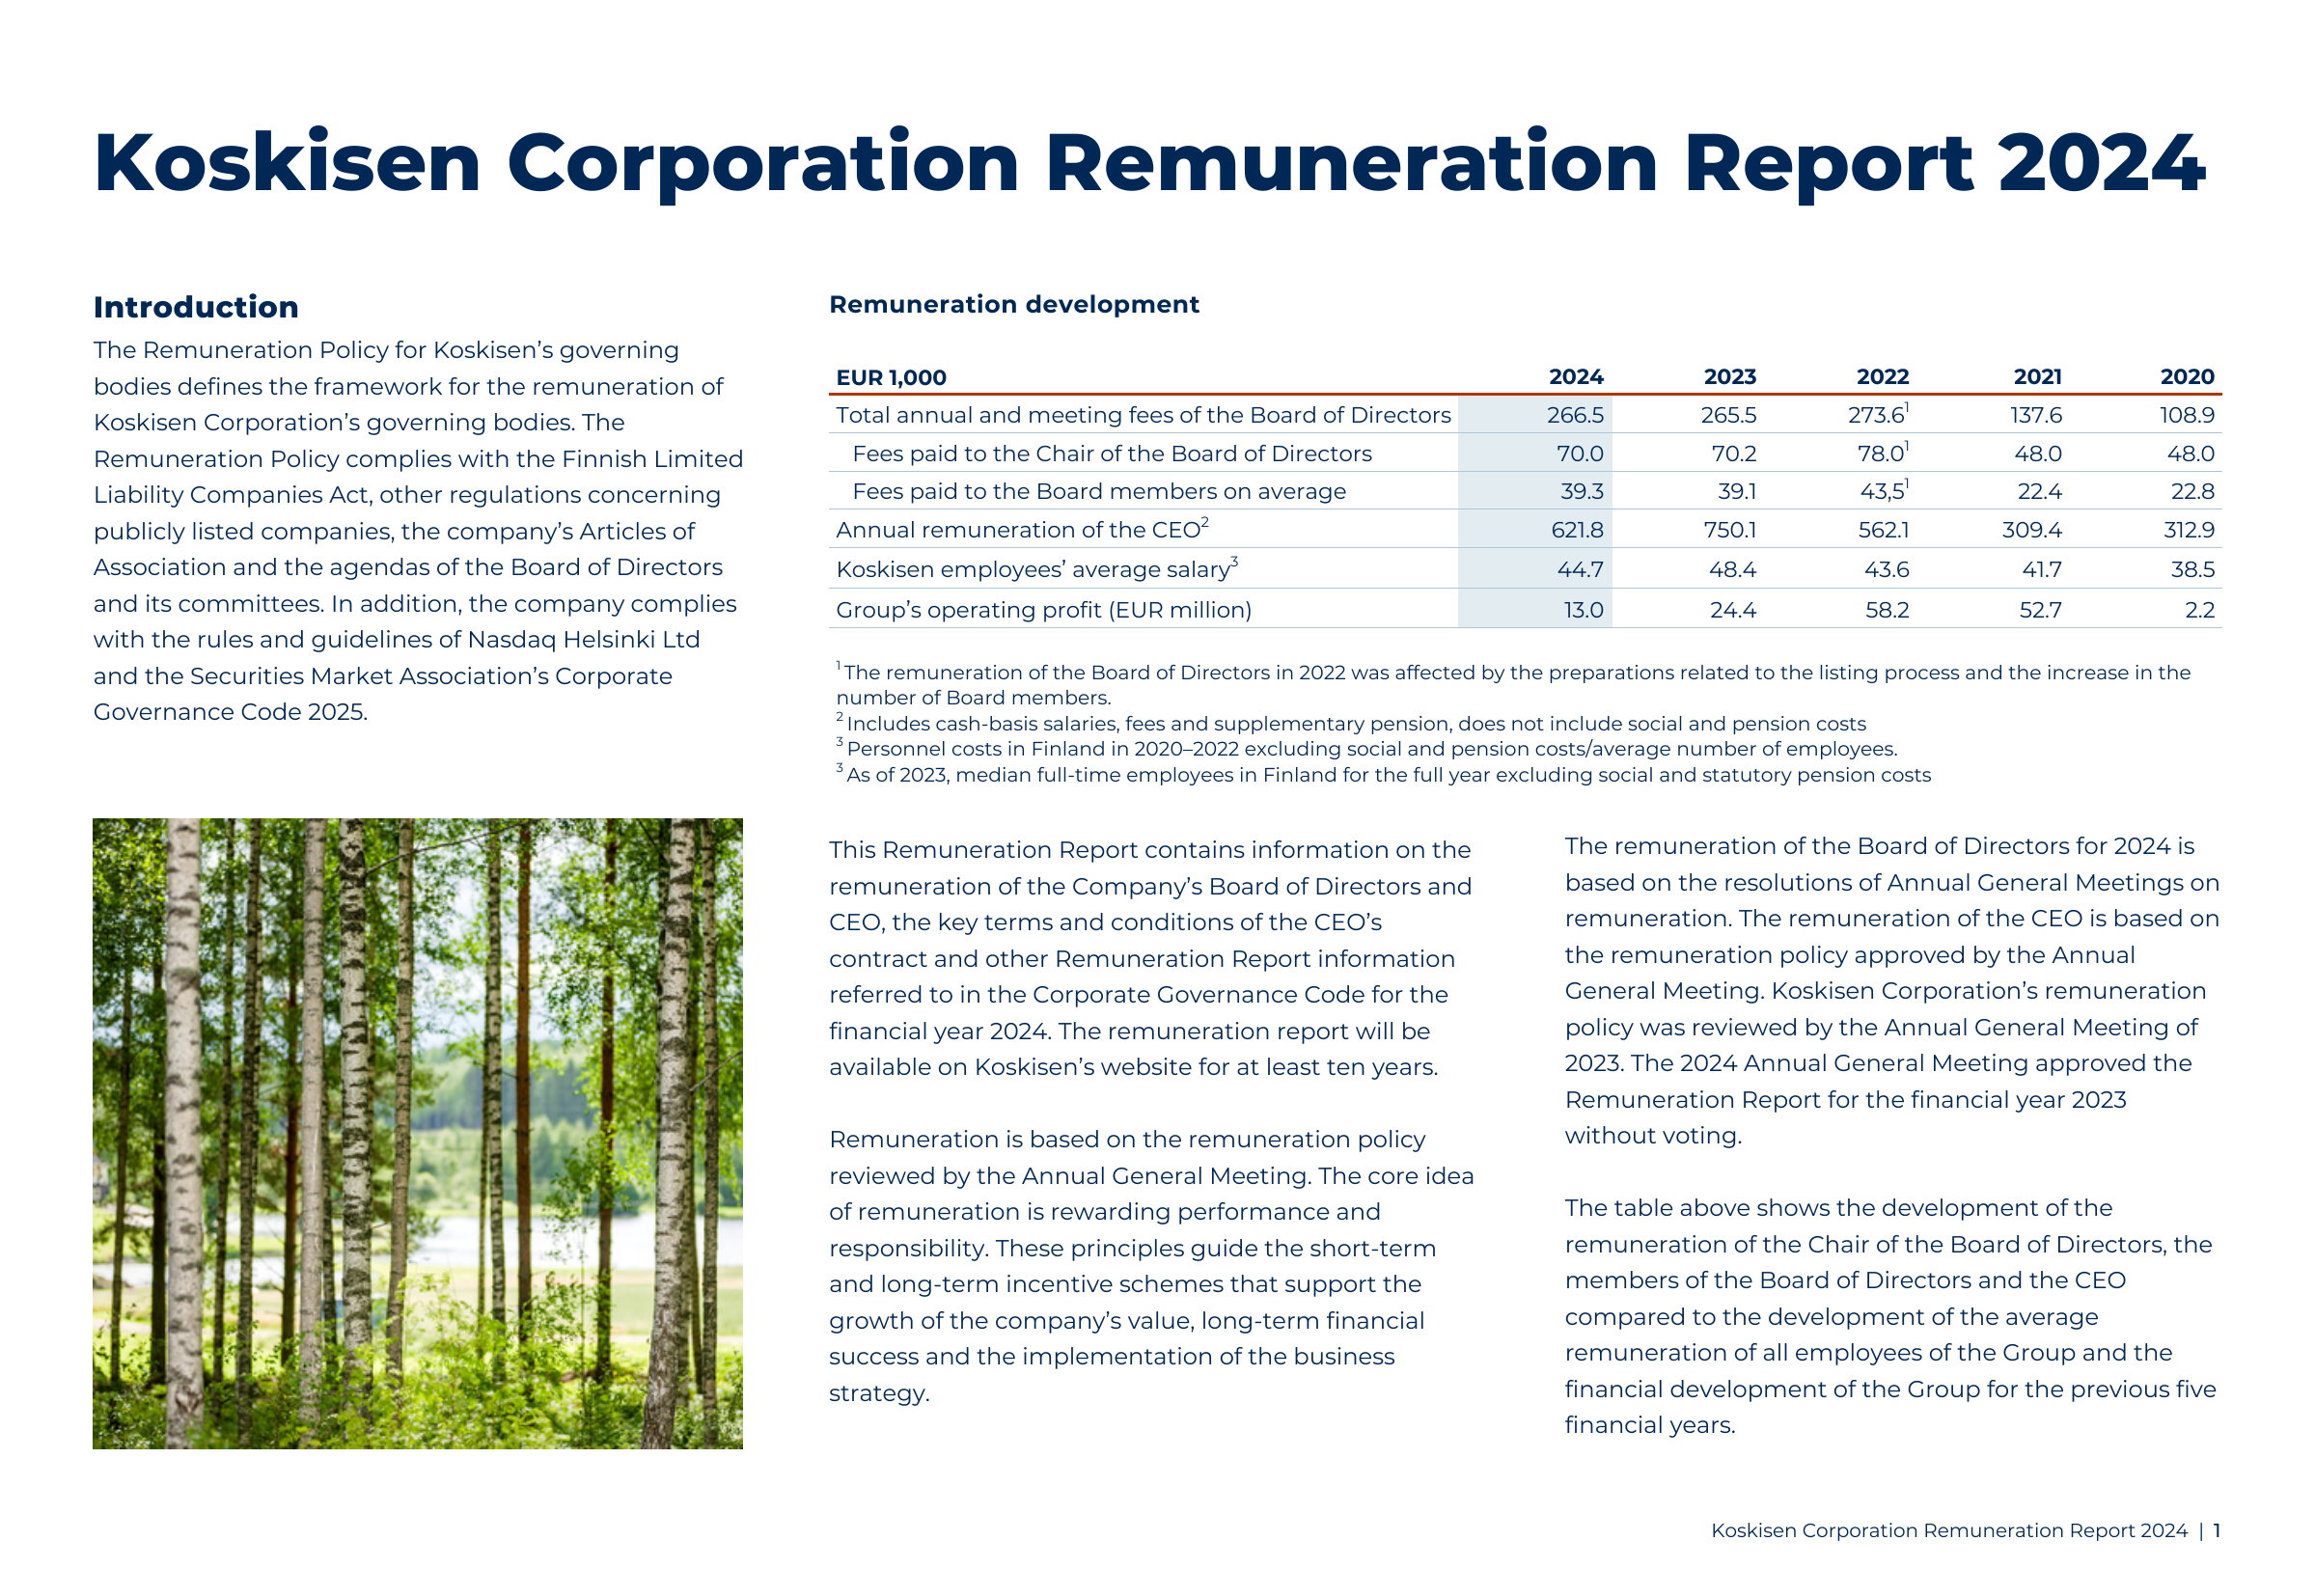 Koskisen Corporation Remuneration Report 2024
Introduction
The Remuneration Policy for Koskisen’s governing
bodies defines the framework for the remuneration of
Koskisen Corporation’s governing bodies. The
Remuneration Policy complies with the Finnish Limited
Liability Companies Act, other regulations concerning
publicly listed companies, the company’s Articles of
Association and the agendas of the Board of Directors
and its committees. In addition, the company complies
with the rules and guidelines of Nasdaq Helsinki Ltd
and the Securities Market Association’s Corporate
Governance Code 2025.
Remuneration development
EUR 1,000 2024 2023 2022 2021 2020
Total annual and meeting fees of the Board of Directors 266.5 265.5 273.6¹ 137.6 108.9
Fees paid to the Chair of the Board of Directors 70.0 70.2 78.0¹ 48.0 48.0
Fees paid to the Board members on average 39.3 39.1 43,5¹ 22.4 22.8
Annual remuneration of the CEO² 621.8 750.1 562.1 309.4 312.9
Koskisen employees’ average salary³ 44.7 48.4 43.6 41.7 38.5
Group’s operating profit (EUR million) 13.0 24.4 58.2 52.7 2.2
¹ The remuneration of the Board of Directors in 2022 was affected by the preparations related to the listing process and the increase in the
number of Board members.
² Includes cash-basis salaries, fees and supplementary pension, does not include social and pension costs
³ Personnel costs in Finland in 2020–2022 excluding social and pension costs/average number of employees.
³ As of 2023, median full-time employees in Finland for the full year excluding social and statutory pension costs
This Remuneration Report contains information on the
remuneration of the Company’s Board of Directors and
CEO, the key terms and conditions of the CEO’s
contract and other Remuneration Report information
referred to in the Corporate Governance Code for the
financial year 2024. The remuneration report will be
available on Koskisen’s website for at least ten years.
Remuneration is based on the remuneration policy
reviewed by the Annual General Meeting. The core idea
of remuneration is rewarding performance and
responsibility. These principles guide the short-term
and long-term incentive schemes that support the
growth of the company’s value, long-term financial
success and the implementation of the business
strategy.
The remuneration of the Board of Directors for 2024 is
based on the resolutions of Annual General Meetings on
remuneration. The remuneration of the CEO is based on
the remuneration policy approved by the Annual
General Meeting. Koskisen Corporation’s remuneration
policy was reviewed by the Annual General Meeting of
2023. The 2024 Annual General Meeting approved the
Remuneration Report for the financial year 2023
without voting.
The table above shows the development of the
remuneration of the Chair of the Board of Directors, the
members of the Board of Directors and the CEO
compared to the development of the average
remuneration of all employees of the Group and the
financial development of the Group for the previous five
financial years.
Koskisen Corporation Remuneration Report 2024 | 1